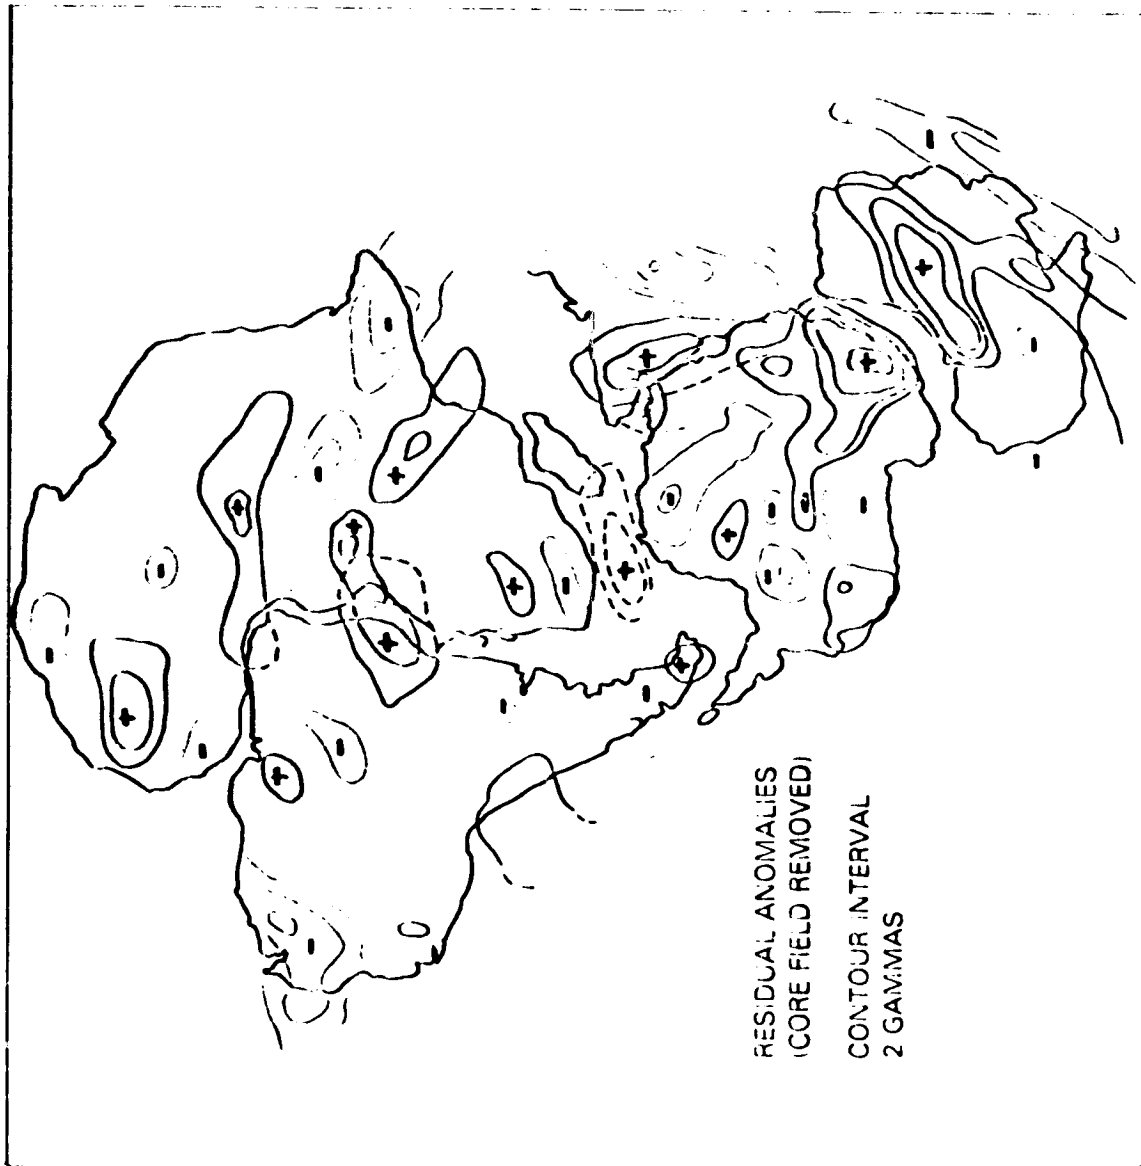 RESIDUAL ANOMALIES
(CORE FIELD REMOVED)
CONTOUR INTERVAL
2 GAMMAS